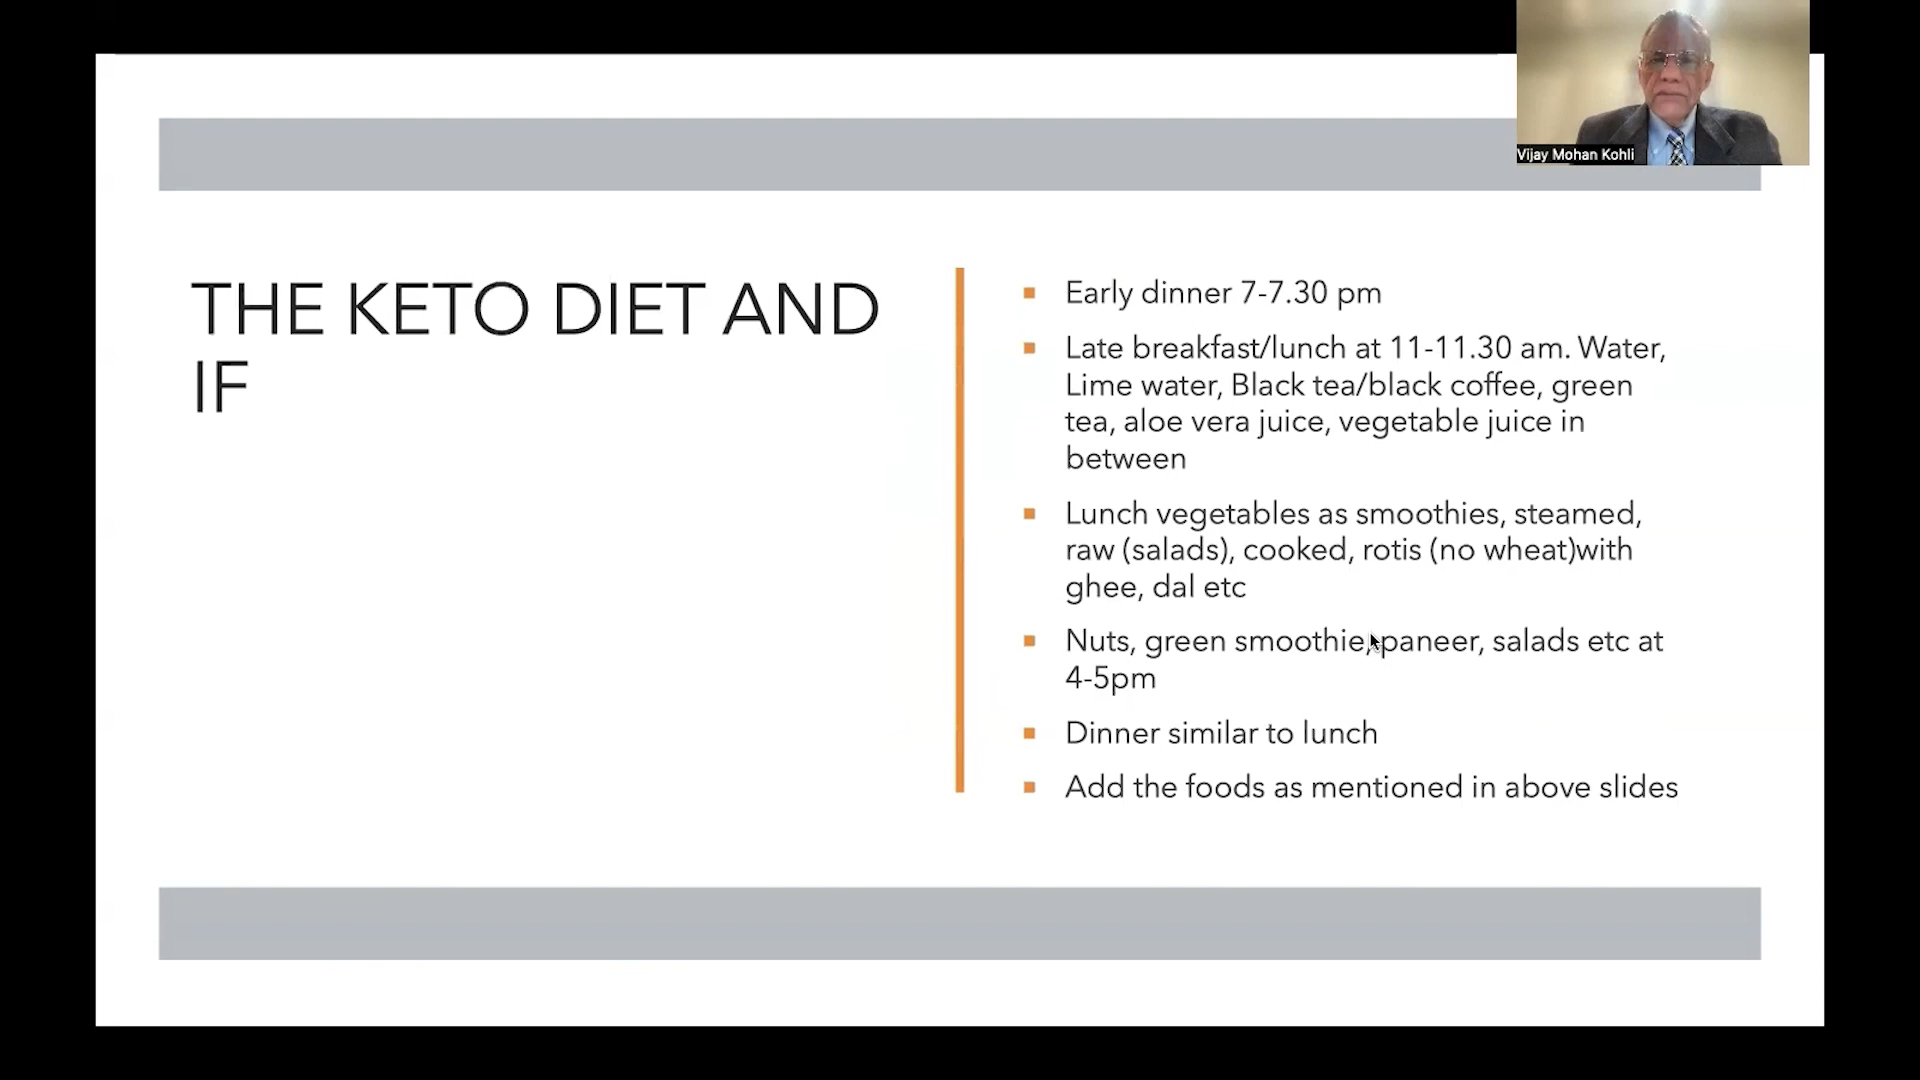 Vijay Mohan Kohli
THE KETO DIET AND
IF
Early dinner 7-7.30 pm
Late breakfast/lunch at 11-11.30 am. Water,
Lime water, Black tea/black coffee, green
tea, aloe vera juice, vegetable juice in
between
Lunch vegetables as smoothies, steamed,
raw (salads), cooked, rotis (no wheat)with
ghee, dal etc
Nuts, green smoothie, paneer, salads etc at
4-5pm
Dinner similar to lunch
Add the foods as mentioned in above slides